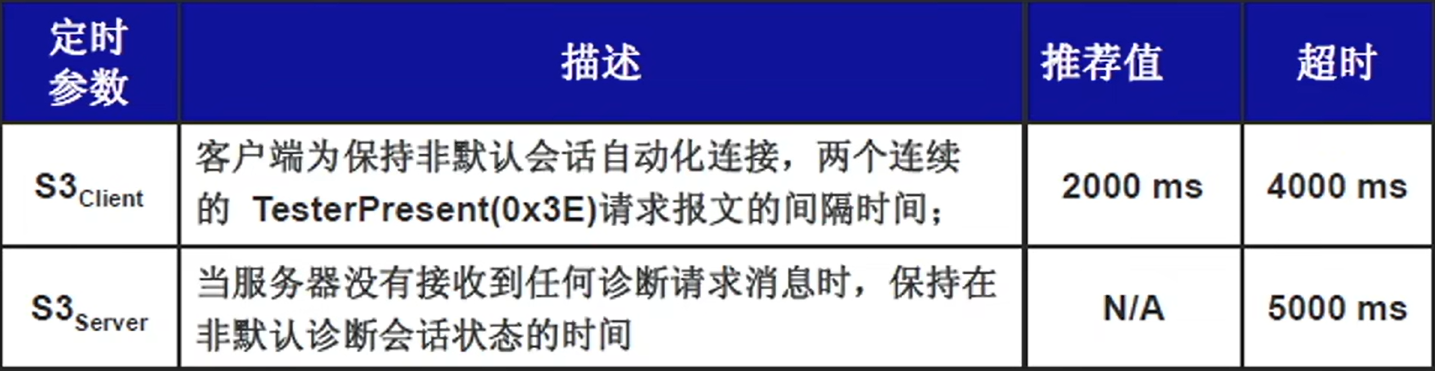 定时
参数
描述
推荐值
超时
S3Client
客户端为保持非默认会话自动化连接，两个连续
的 TesterPresent(0x3E)请求报文的间隔时间；
2000 ms
4000 ms
S3Server
当服务器没有接收到任何诊断请求消息时，保持在
非默认诊断会话状态的时间
N/A
5000 ms